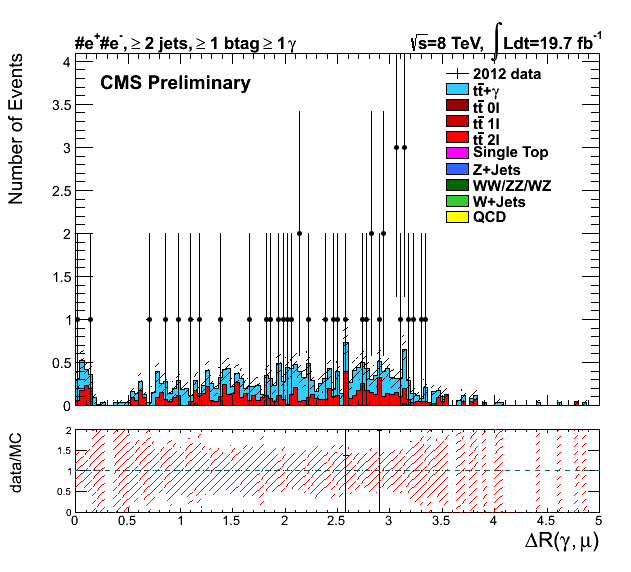 #e⁺#e⁻, ≥ 2 jets, ≥ 1 btag ≥ 1 γ
√s=8 TeV, ∫ Ldt=19.7 fb⁻¹
Number of Events
CMS Preliminary
2012 data
tt̄+γ
tt̄ 0l
tt̄ 1l
tt̄ 2l
Single Top
Z+Jets
WW/ZZ/WZ
W+Jets
QCD
4
3.5
3
2.5
2
1.5
1
0.5
0
data/MC
2
1.5
1
0.5
0
0 0.5 1 1.5 2 2.5 3 3.5 4 4.5 5
ΔR(γ, μ)